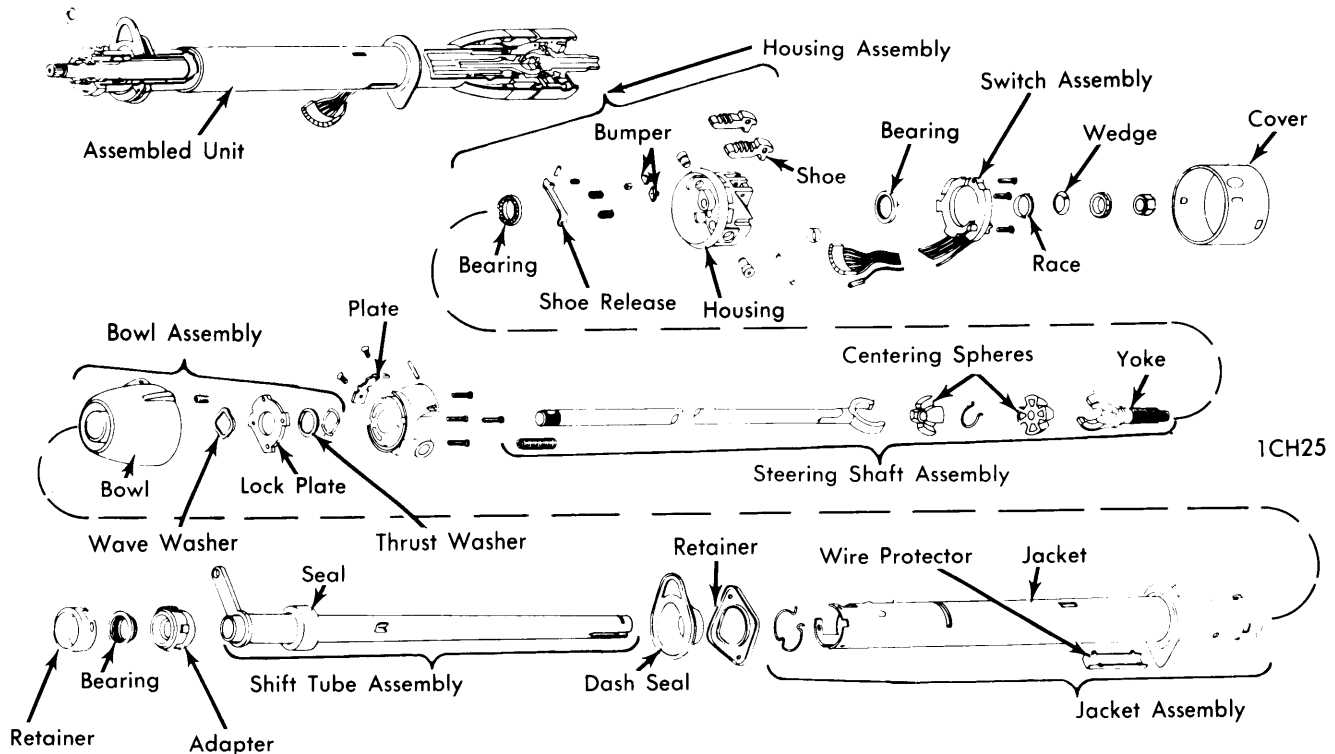 Housing Assembly
Switch Assembly
Cover
Bumper
Bearing
Wedge
Assembled Unit
Shoe
Bearing
Race
Shoe Release
Housing
Plate
Bowl Assembly
Centering Spheres
Yoke
1CH25
Steering Shaft Assembly
Bowl
Lock Plate
Wave Washer
Thrust Washer
Retainer
Wire Protector
Jacket
Seal
Bearing
Shift Tube Assembly
Dash Seal
Jacket Assembly
Retainer
Adapter